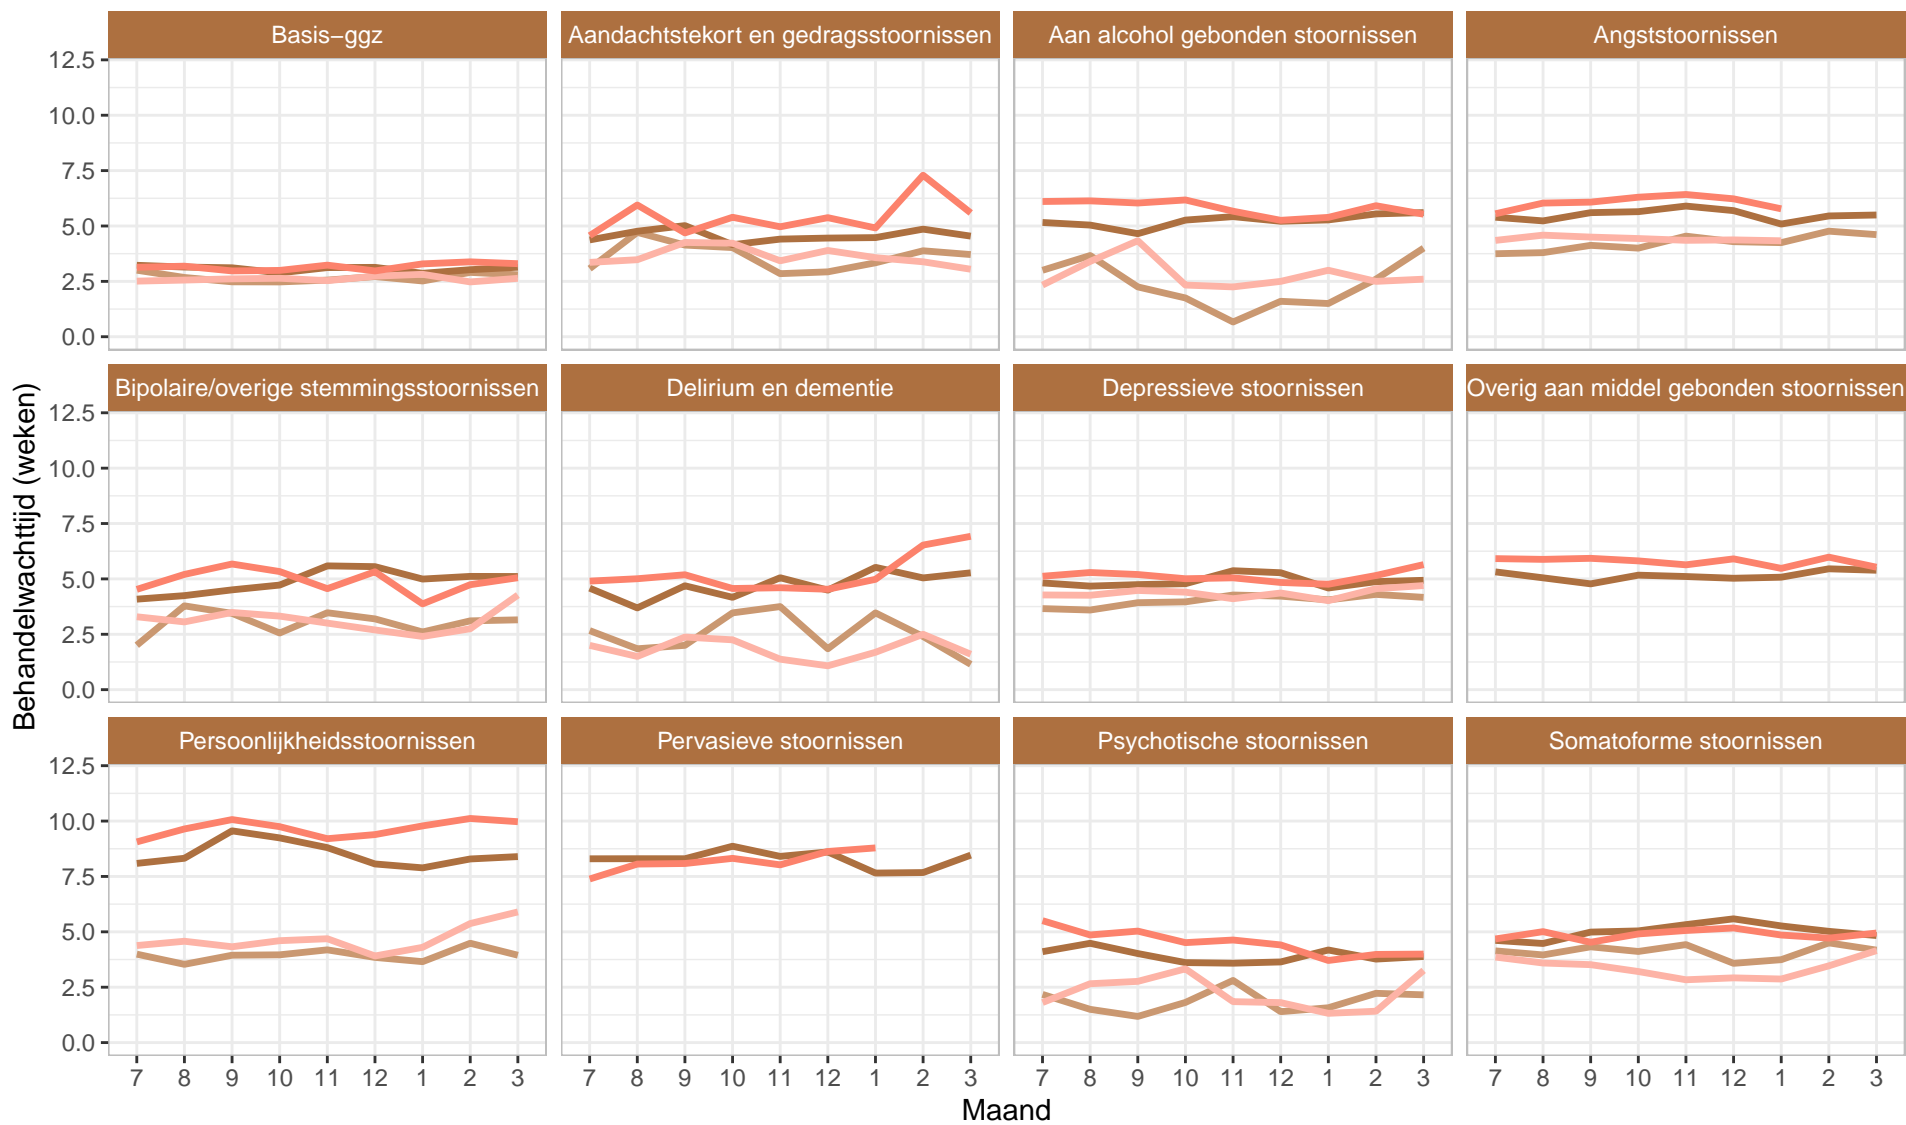 Basis−ggz
Aandachtstekort en gedragsstoornissen
Aan alcohol gebonden stoornissen
Angststoornissen
12.5
10.0
7.5
5.0
2.5
0.0
Bipolaire/overige stemmingsstoornissen
Delirium en dementie
Depressieve stoornissen
Overig aan middel gebonden stoornissen
12.5
10.0
7.5
5.0
2.5
0.0
Behandelwachttijd (weken)
Persoonlijkheidsstoornissen
Pervasieve stoornissen
Psychotische stoornissen
Somatoforme stoornissen
12.5
10.0
7.5
5.0
2.5
0.0
7 8 9 10 11 12 1 2 3
7 8 9 10 11 12 1 2 3
7 8 9 10 11 12 1 2 3
7 8 9 10 11 12 1 2 3
Maand